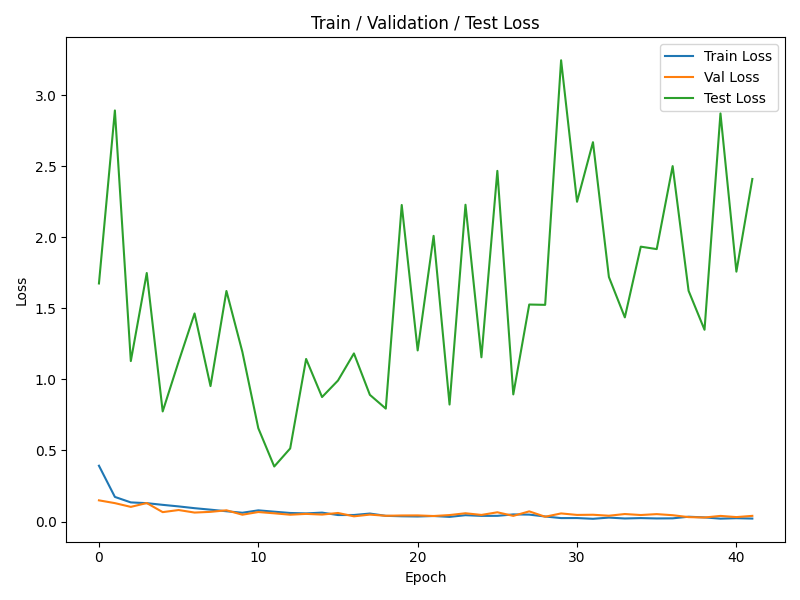 Train / Validation / Test Loss
Train Loss
Val Loss
Test Loss
3.0
2.5
2.0
1.5
1.0
0.5
0.0
Loss
0 10 20 30 40
Epoch